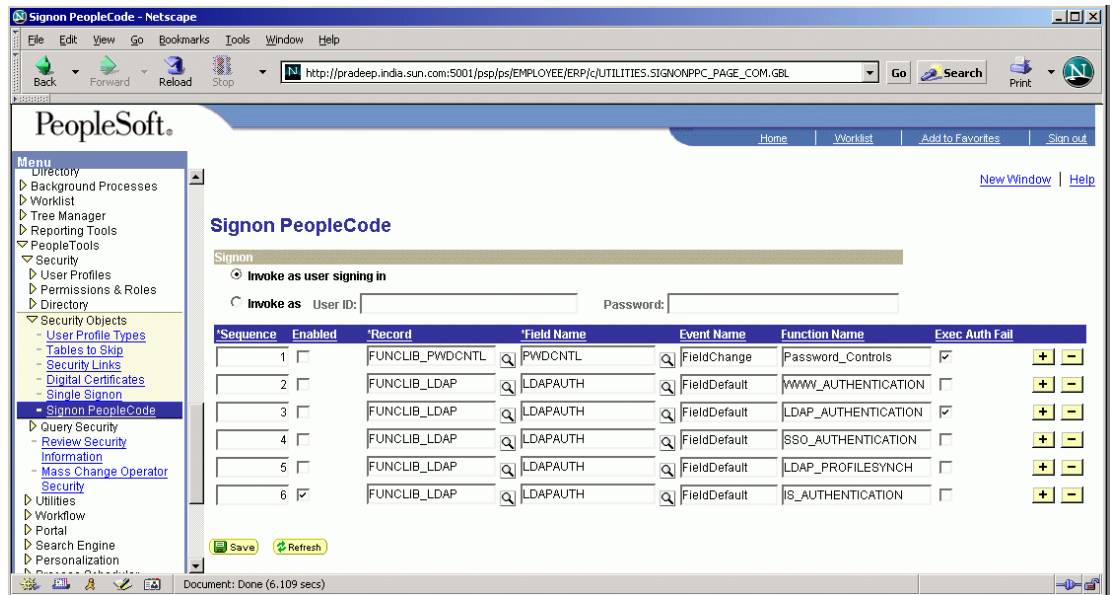 Signon PeopleCode - Netscape
File Edit View Go Bookmarks Tools Window Help
Back Forward Reload Stop http://pradeep.india.sun.com:5001/psp/ps/EMPLOYEE/ERP/c/UTILITIES.SIGNONPPC_PAGE_COM.GBL Go Search Print N
PeopleSoft.
Home Worklist Add to Favorites Sign out
Menu
Directory
Background Processes
Worklist
Tree Manager
Reporting Tools
PeopleTools
Security
User Profiles
Permissions & Roles
Directory
Security Objects
User Profile Types
Tables to Skip
Security Links
Digital Certificates
Single Signon
Signon PeopleCode
Query Security
Review Security
Information
Mass Change Operator
Security
Utilities
Workflow
Portal
Search Engine
Personalization
Process Scheduler
New Window | Help
Signon PeopleCode
Signon
Invoke as user signing in
Invoke as User ID: Password:
*Sequence Enabled *Record *Field Name Event Name Function Name Exec Auth Fail
1 FUNCLIB_PWDCNTL PWDCNTL FieldChange Password_Controls + -
2 FUNCLIB_LDAP LDAPAUTH FieldDefault WWW_AUTHENTICATION + -
3 FUNCLIB_LDAP LDAPAUTH FieldDefault LDAP_AUTHENTICATION + -
4 FUNCLIB_LDAP LDAPAUTH FieldDefault SSO_AUTHENTICATION + -
5 FUNCLIB_LDAP LDAPAUTH FieldDefault LDAP_PROFILESYNCH + -
6 FUNCLIB_LDAP LDAPAUTH FieldDefault IS_AUTHENTICATION + -
Save Refresh
Document: Done (6.109 secs)